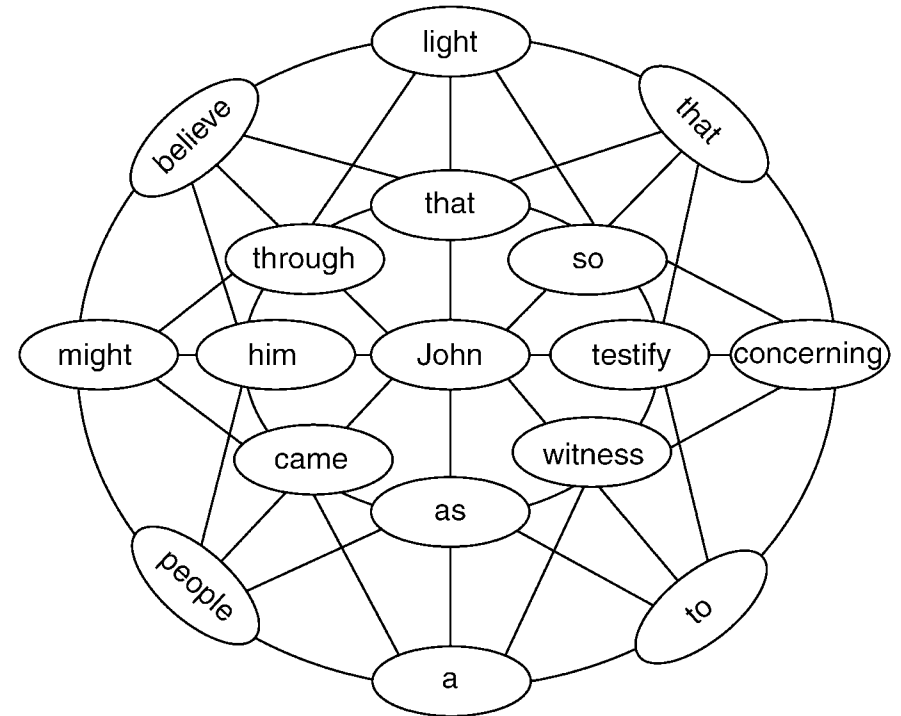 light
believe
that
that
through
so
might
him
John
testify
concerning
came
witness
as
people
to
a